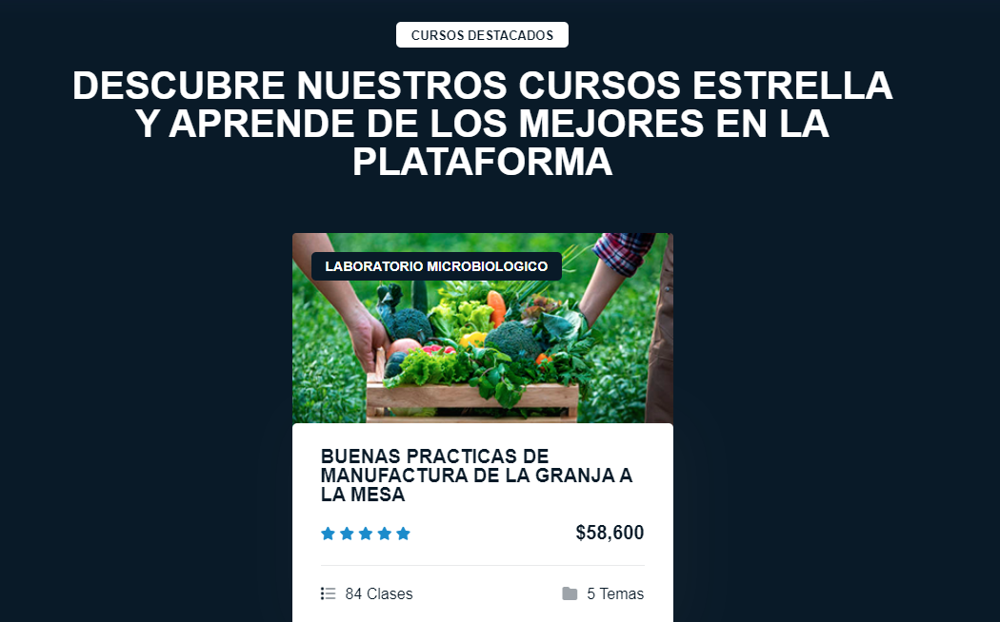 CURSOS DESTACADOS
DESCUBRE NUESTROS CURSOS ESTRELLA
Y APRENDE DE LOS MEJORES EN LA
PLATAFORMA
LABORATORIO MICROBIOLOGICO
BUENAS PRACTICAS DE
MANUFACTURA DE LA GRANJA A
LA MESA
$58,600
84 Clases
5 Temas